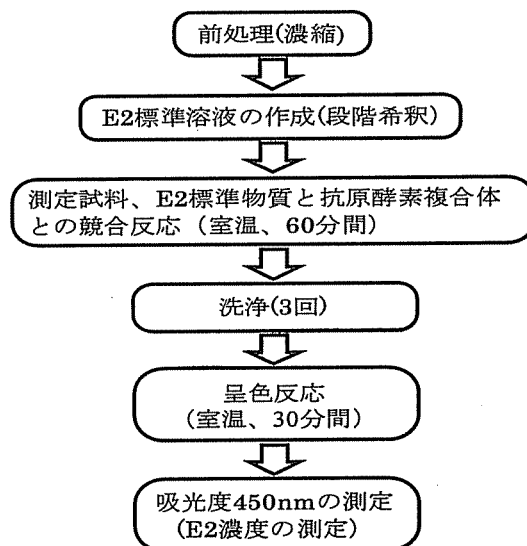 前処理(濃縮)
E2標準溶液の作成(段階希釈)
測定試料、E2標準物質と抗原酵素複合体
との競合反応（室温、60分間）
洗浄(3回)
呈色反応
（室温、30分間）
吸光度450nmの測定
(E2濃度の測定)